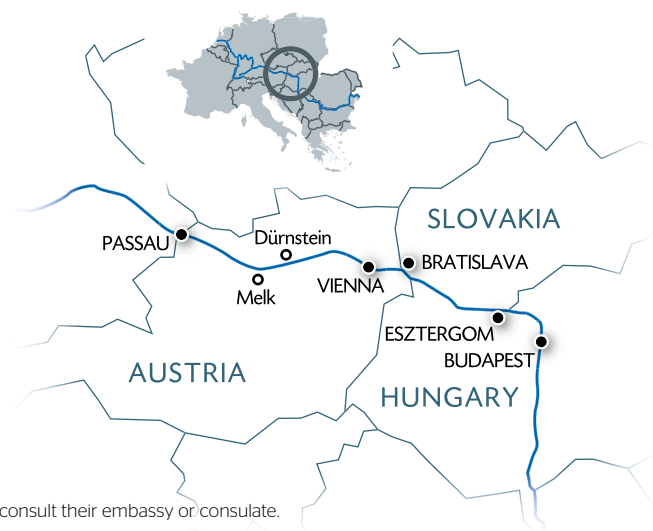 SLOVAKIA
PASSAU
Dürnstein
BRATISLAVA
VIENNA
Melk
ESZTERGOM
BUDAPEST
AUSTRIA
HUNGARY
consult their embassy or consulate.